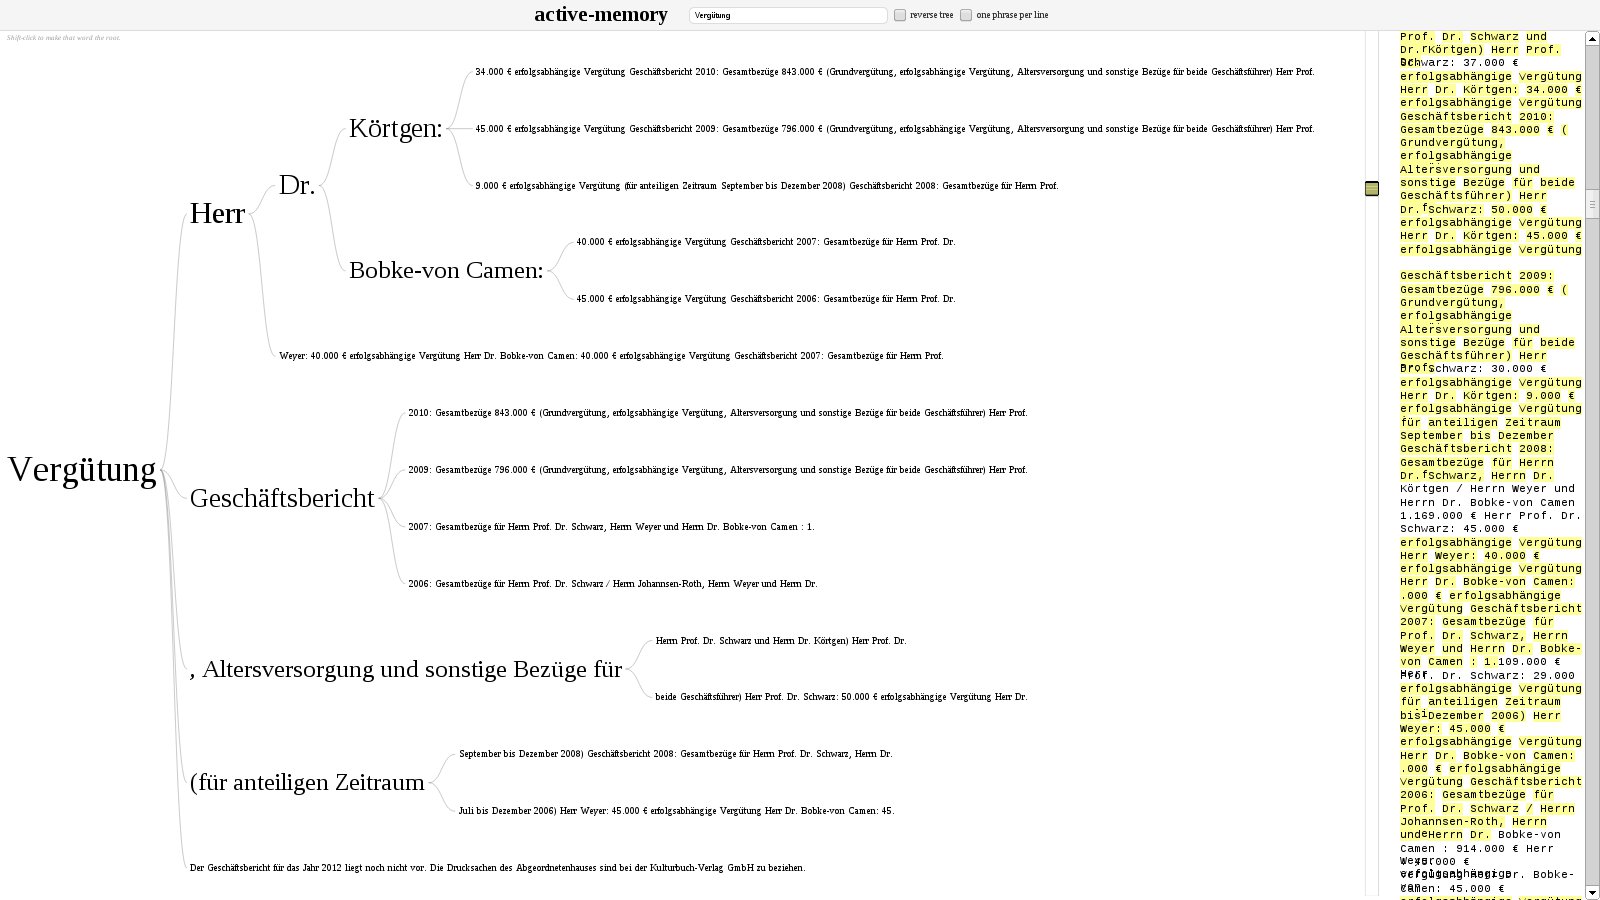 active-memory
Vergütung
reverse tree
one phrase per line
Shift-click to make that word the root.
34.000 € erfolgsabhängige Vergütung Geschäftsbericht 2010: Gesamtbezüge 843.000 € (Grundvergütung, erfolgsabhängige Vergütung, Altersversorgung und sonstige Bezüge für beide Geschäftsführer) Herr Prof.
Körtgen:
45.000 € erfolgsabhängige Vergütung Geschäftsbericht 2009: Gesamtbezüge 796.000 € (Grundvergütung, erfolgsabhängige Vergütung, Altersversorgung und sonstige Bezüge für beide Geschäftsführer) Herr Prof.
Dr.
9.000 € erfolgsabhängige Vergütung (für anteiligen Zeitraum September bis Dezember 2008) Geschäftsbericht 2008: Gesamtbezüge für Herrn Prof.
Herr
40.000 € erfolgsabhängige Vergütung Geschäftsbericht 2007: Gesamtbezüge für Herrn Prof. Dr.
Bobke-von Camen:
45.000 € erfolgsabhängige Vergütung Geschäftsbericht 2006: Gesamtbezüge für Herrn Prof. Dr.
Weyer: 40.000 € erfolgsabhängige Vergütung Herr Dr. Bobke-von Camen: 40.000 € erfolgsabhängige Vergütung Geschäftsbericht 2007: Gesamtbezüge für Herrn Prof.
2010: Gesamtbezüge 843.000 € (Grundvergütung, erfolgsabhängige Vergütung, Altersversorgung und sonstige Bezüge für beide Geschäftsführer) Herr Prof.
Vergütung
2009: Gesamtbezüge 796.000 € (Grundvergütung, erfolgsabhängige Vergütung, Altersversorgung und sonstige Bezüge für beide Geschäftsführer) Herr Prof.
Geschäftsbericht
2007: Gesamtbezüge für Herrn Prof. Dr. Schwarz, Herrn Weyer und Herrn Dr. Bobke-von Camen : 1.
2006: Gesamtbezüge für Herrn Prof. Dr. Schwarz / Herrn Johannsen-Roth, Herrn Weyer und Herrn Dr.
Herrn Prof. Dr. Schwarz und Herrn Dr. Körtgen) Herr Prof. Dr.
, Altersversorgung und sonstige Bezüge für
beide Geschäftsführer) Herr Prof. Dr. Schwarz: 50.000 € erfolgsabhängige Vergütung Herr Dr.
September bis Dezember 2008) Geschäftsbericht 2008: Gesamtbezüge für Herrn Prof. Dr. Schwarz, Herrn Dr.
(für anteiligen Zeitraum
Juli bis Dezember 2006) Herr Weyer: 45.000 € erfolgsabhängige Vergütung Herr Dr. Bobke-von Camen: 45.
Der Geschäftsbericht für das Jahr 2012 liegt noch nicht vor. Die Drucksachen des Abgeordnetenhauses sind bei der Kulturbuch-Verlag GmbH zu beziehen.
Prof. Dr. Schwarz und
Dr. Körtgen) Herr Prof.
Schwarz: 37.000 €
erfolgsabhängige Vergütung
Herr Dr. Körtgen: 34.000 €
erfolgsabhängige Vergütung
Geschäftsbericht 2010:
Gesamtbezüge 843.000 € (
Grundvergütung,
erfolgsabhängige
Altersversorgung und
sonstige Bezüge für beide
Geschäftsführer) Herr
Dr. Schwarz: 50.000 €
erfolgsabhängige Vergütung
Herr Dr. Körtgen: 45.000 €
erfolgsabhängige Vergütung
Geschäftsbericht 2009:
Gesamtbezüge 796.000 € (
Grundvergütung,
erfolgsabhängige
Altersversorgung und
sonstige Bezüge für beide
Geschäftsführer) Herr
Schwarz: 30.000 €
erfolgsabhängige Vergütung
Herr Dr. Körtgen: 9.000 €
erfolgsabhängige Vergütung
für anteiligen Zeitraum
September bis Dezember
Geschäftsbericht 2008:
Gesamtbezüge für Herrn
Dr. Schwarz, Herrn Dr.
Körtgen / Herrn Weyer und
Herrn Dr. Bobke-von Camen
1.169.000 € Herr Prof. Dr.
Schwarz: 45.000 €
erfolgsabhängige Vergütung
Herr Weyer: 40.000 €
erfolgsabhängige Vergütung
Herr Dr. Bobke-von Camen:
.000 € erfolgsabhängige
Vergütung Geschäftsbericht
2007: Gesamtbezüge für
Prof. Dr. Schwarz, Herrn
Weyer und Herrn Dr. Bobke-
von Camen : 1.109.000 €
Prof. Dr. Schwarz: 29.000
erfolgsabhängige Vergütung
für anteiligen Zeitraum
bis Dezember 2006) Herr
Weyer: 45.000 €
erfolgsabhängige Vergütung
Herr Dr. Bobke-von Camen:
.000 € erfolgsabhängige
Vergütung Geschäftsbericht
2006: Gesamtbezüge für
Prof. Dr. Schwarz / Herrn
Johannsen-Roth, Herrn
und Herrn Dr. Bobke-von
Camen : 914.000 € Herr
45.000 €
Dr. Bobke-
Camen: 45.000 €